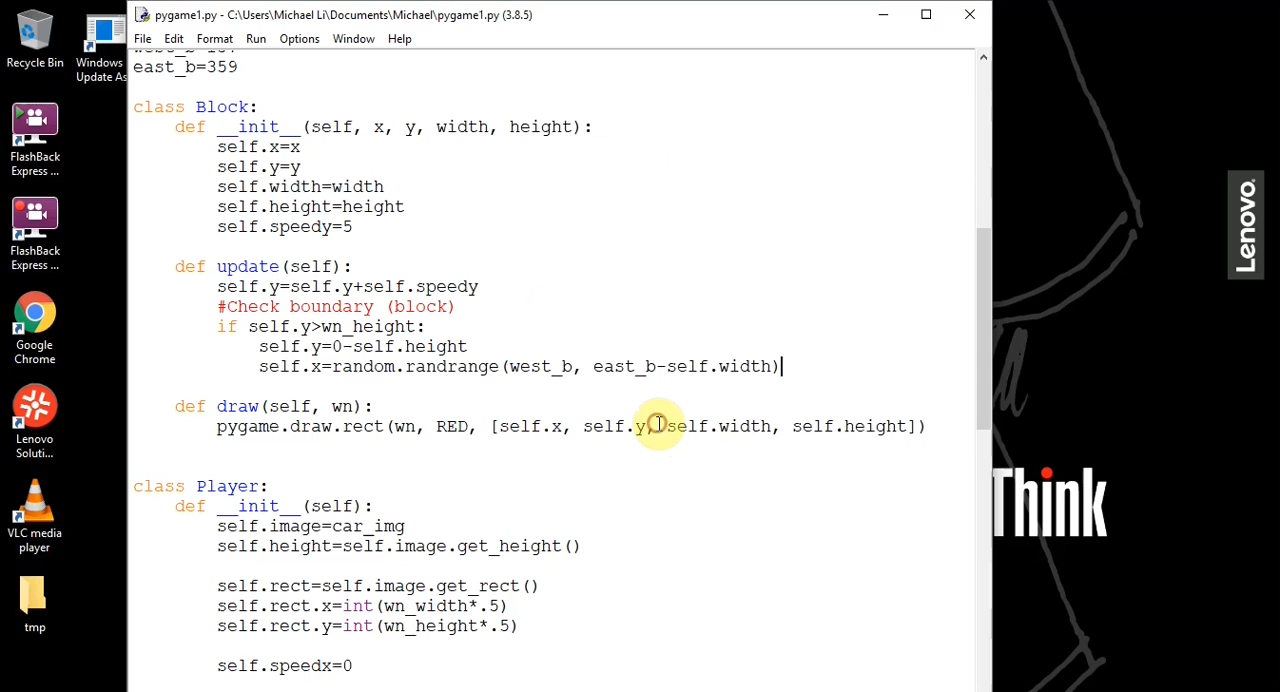 pygame1.py - C:\Users\Michael Li\Documents\Michael\pygame1.py (3.8.5)
File Edit Format Run Options Window Help
east_b=359
class Block:
    def __init__(self, x, y, width, height):
        self.x=x
        self.y=y
        self.width=width
        self.height=height
        self.speedy=5
    def update(self):
        self.y=self.y+self.speedy
        #Check boundary (block)
        if self.y>wn_height:
            self.y=0-self.height
            self.x=random.randrange(west_b, east_b-self.width)
    def draw(self, wn):
        pygame.draw.rect(wn, RED, [self.x, self.y, self.width, self.height])
class Player:
    def __init__(self):
        self.image=car_img
        self.height=self.image.get_height()
        self.rect=self.image.get_rect()
        self.rect.x=int(wn_width*.5)
        self.rect.y=int(wn_height*.5)
        self.speedx=0
Recycle Bin
Windows
Update As
FlashBack
Express ...
FlashBack
Express ...
Google
Chrome
Lenovo
Soluti...
VLC media
player
tmp
Lenovo
Think